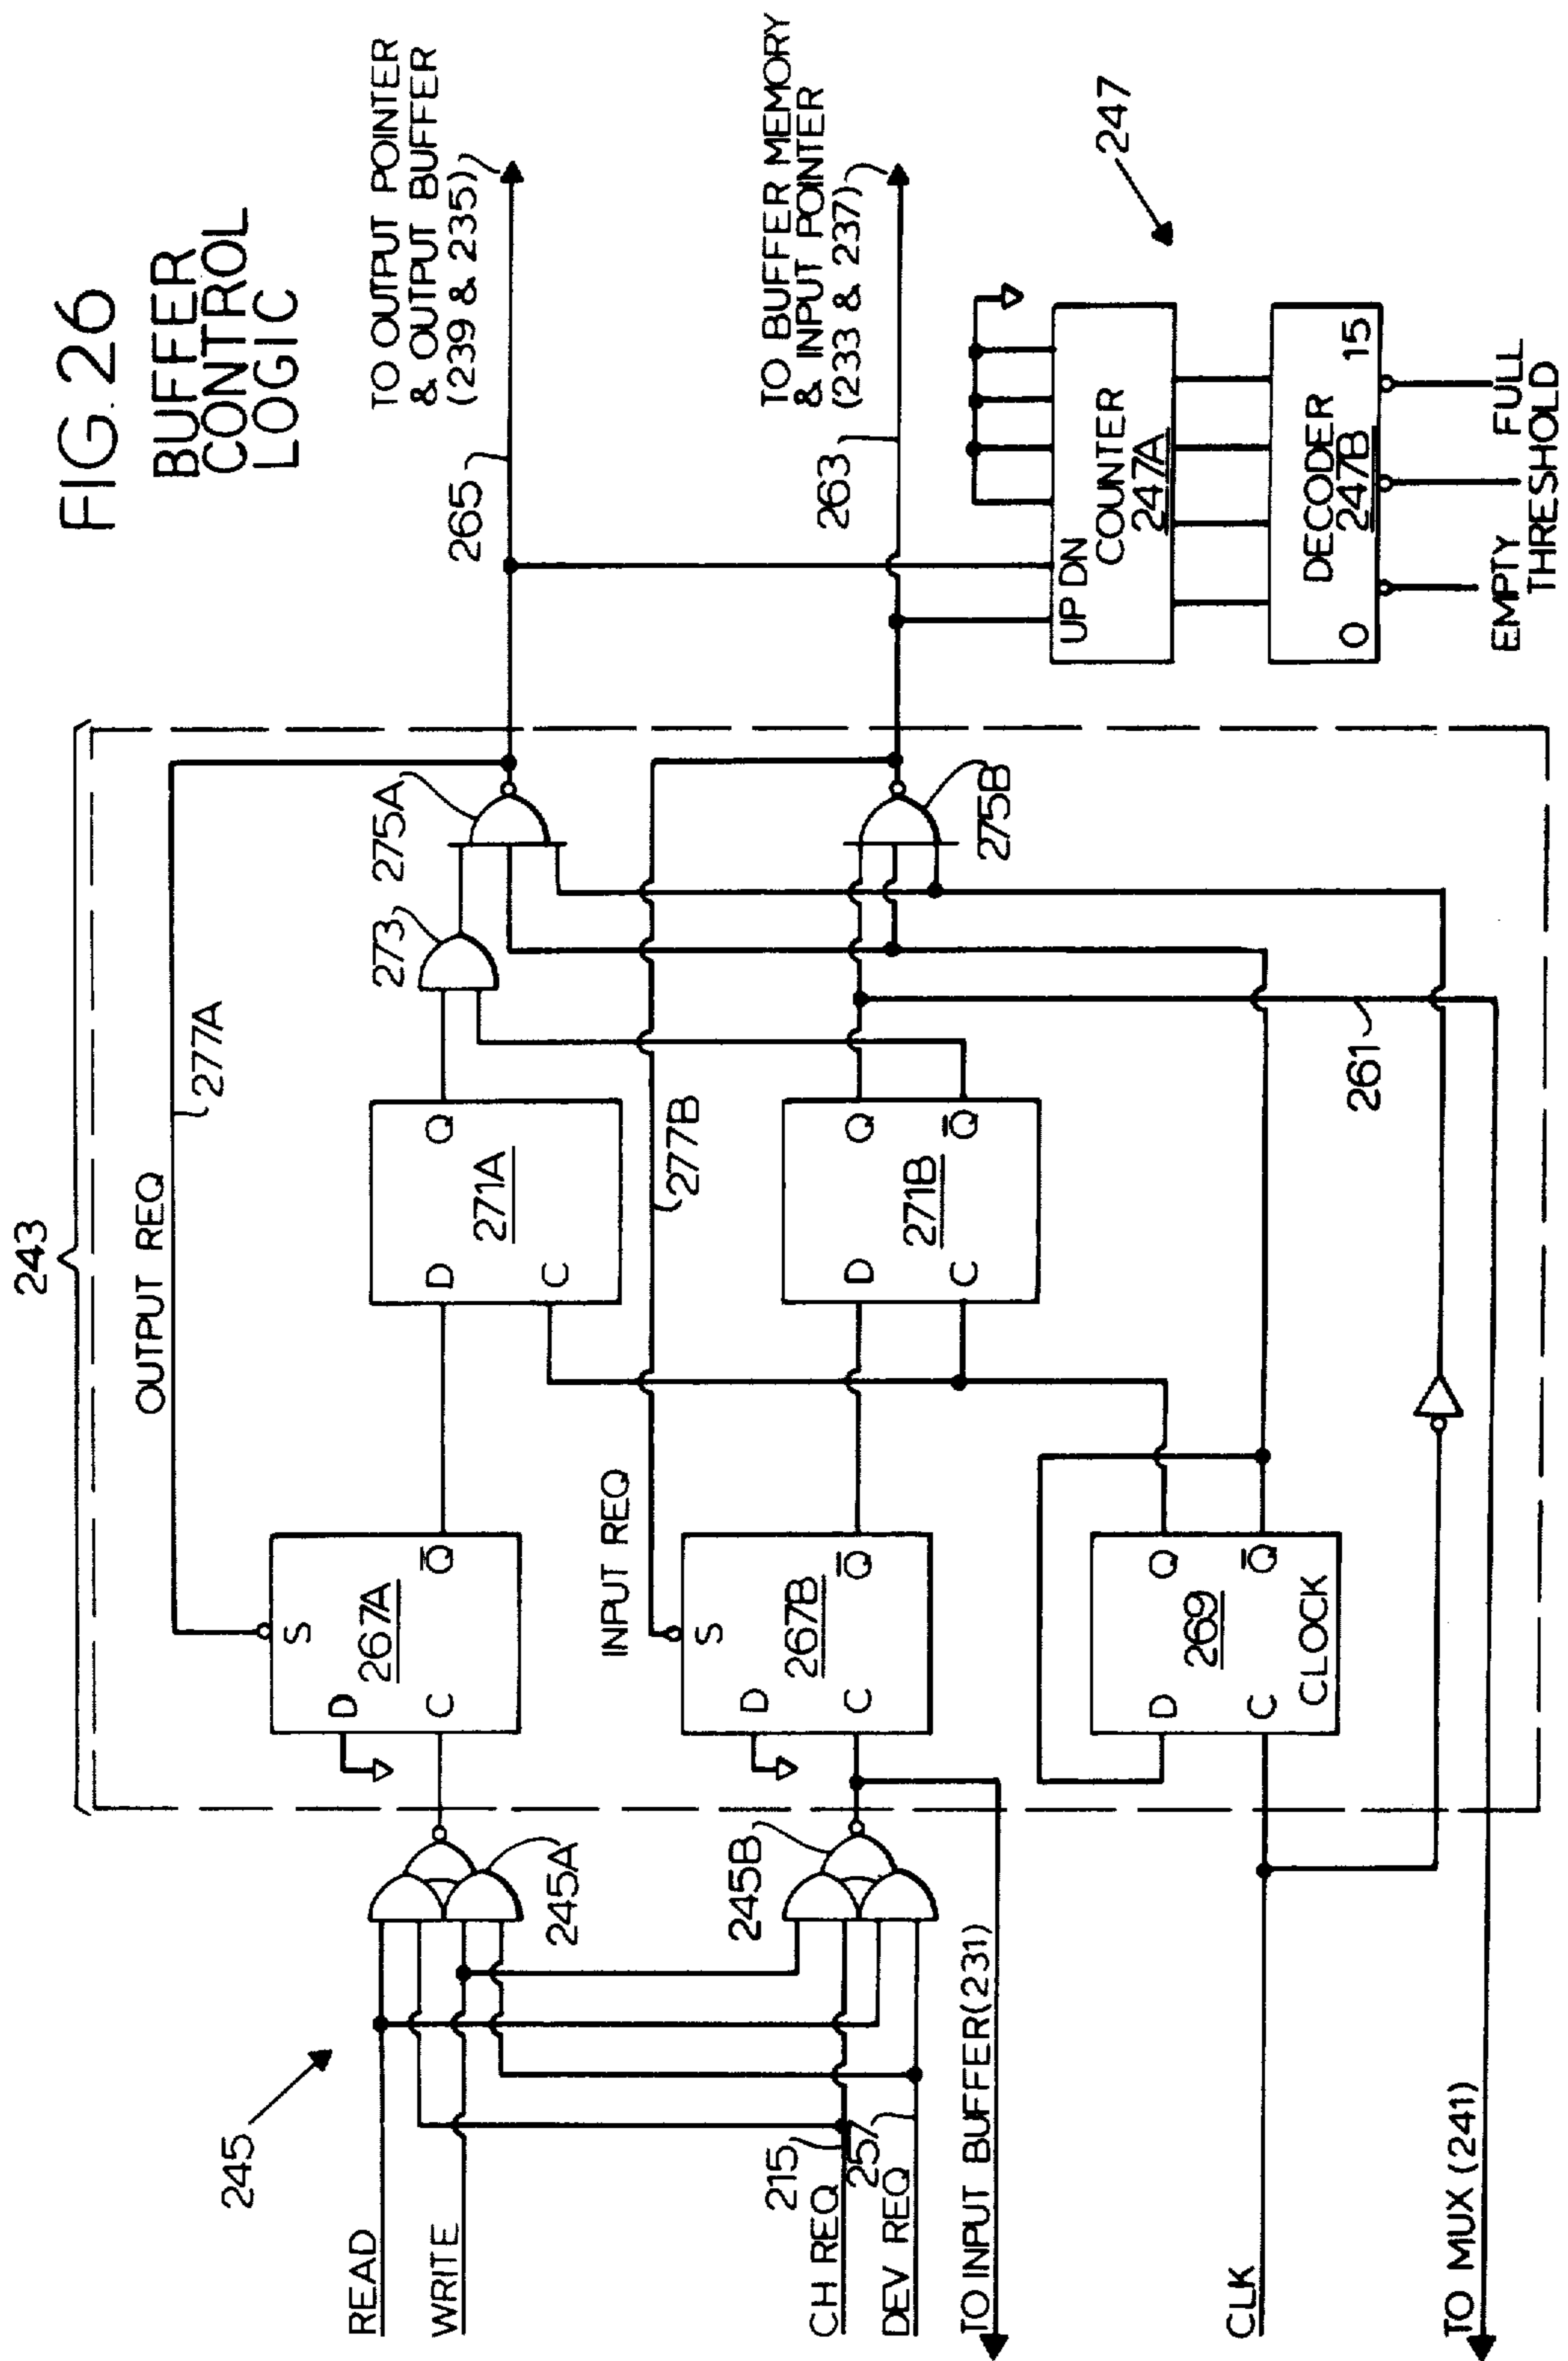 FIG. 26
BUFFER
CONTROL
LOGIC
243
OUTPUT REQ
277A
275A
273
265
TO OUTPUT POINTER
& OUTPUT BUFFER
(239 & 235)
245
READ
WRITE
245A
D
S
267A
C
Q̅
D
271A
C
Q
INPUT REQ
277B
263
TO BUFFER MEMORY
& INPUT POINTER
(233 & 237)
215
CH REQ
257
DEV REQ
245B
D
S
267B
C
Q̅
D
271B
C
Q
Q̅
275B
TO INPUT BUFFER (231)
247
UP DN
COUNTER
247A
CLK
D
269
C
Q
Q̅
CLOCK
261
DECODER
247B
0
15
EMPTY
THRESHOLD
FULL
TO MUX (241)